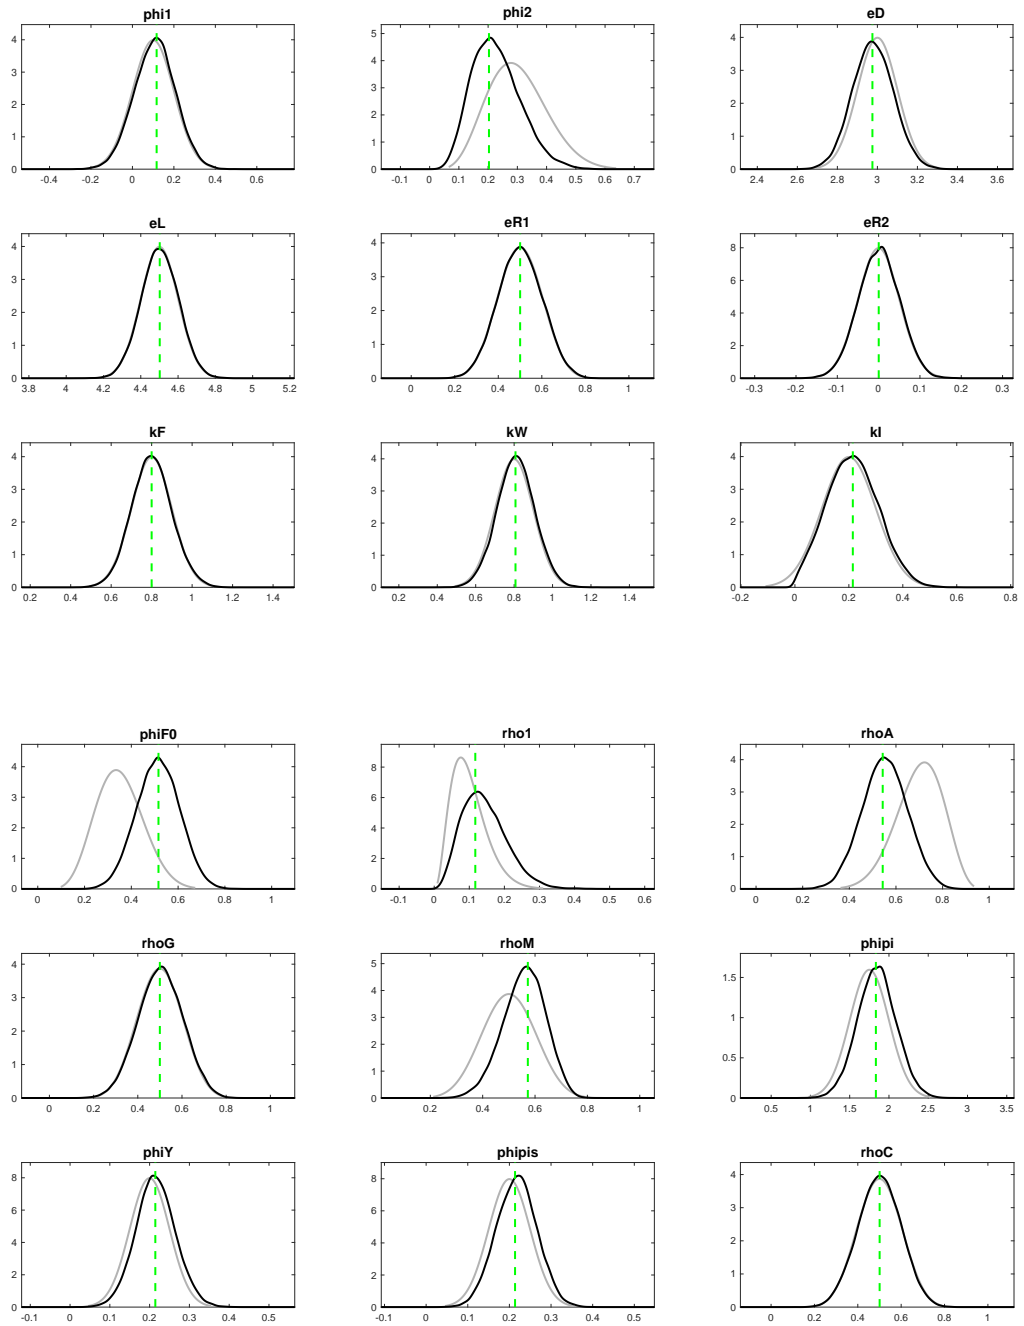 phi1 phi2 eD
4 3 2 1 0
-0.4 -0.2 0 0.2 0.4 0.6
5 4 3 2 1 0
-0.1 0 0.1 0.2 0.3 0.4 0.5 0.6 0.7
4 3 2 1 0
2.4 2.6 2.8 3 3.2 3.4 3.6
eL eR1 eR2
4 3 2 1 0
3.8 4 4.2 4.4 4.6 4.8 5 5.2
4 3 2 1 0
0 0.2 0.4 0.6 0.8 1
8 6 4 2 0
-0.3 -0.2 -0.1 0 0.1 0.2 0.3
kF kW kI
4 3 2 1 0
0.2 0.4 0.6 0.8 1 1.2 1.4
4 3 2 1 0
0.2 0.4 0.6 0.8 1 1.2 1.4
4 3 2 1 0
-0.2 0 0.2 0.4 0.6 0.8
phiF0 rho1 rhoA
4 3 2 1 0
0 0.2 0.4 0.6 0.8 1
8 6 4 2 0
-0.1 0 0.1 0.2 0.3 0.4 0.5 0.6
4 3 2 1 0
0 0.2 0.4 0.6 0.8 1
rhoG rhoM phipi
4 3 2 1 0
0 0.2 0.4 0.6 0.8 1
5 4 3 2 1 0
0.2 0.4 0.6 0.8 1
1.5 1 0.5 0
0.5 1 1.5 2 2.5 3 3.5
phiY phipis rhoC
8 6 4 2 0
-0.1 0 0.1 0.2 0.3 0.4 0.5
8 6 4 2 0
-0.1 0 0.1 0.2 0.3 0.4 0.5
4 3 2 1 0
0 0.2 0.4 0.6 0.8 1